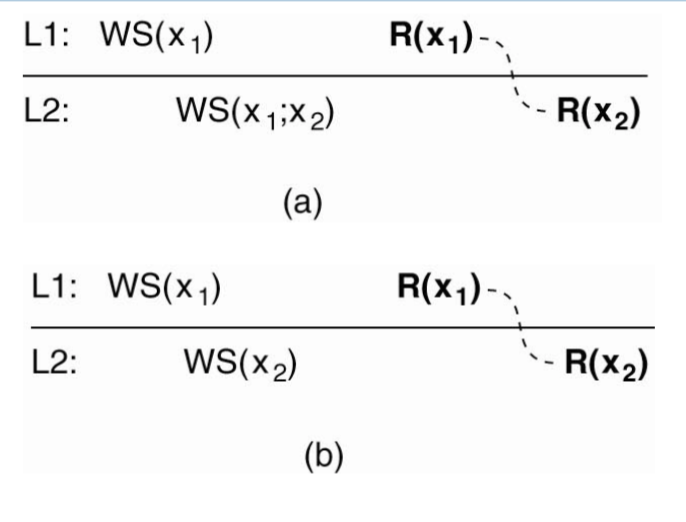 L1: WS(x₁) R(x₁)
L2: WS(x₁;x₂) R(x₂)
(a)
L1: WS(x₁) R(x₁)
L2: WS(x₂) R(x₂)
(b)